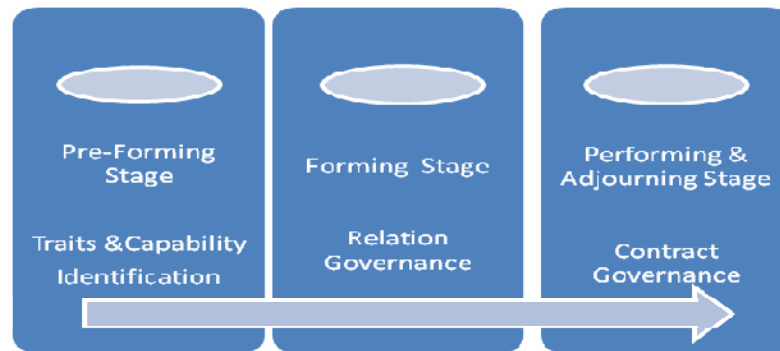 Pre-Forming
Stage
Traits &Capability
Identification
Forming Stage
Relation
Governance
Performing &
Adjourning Stage
Contract
Governance